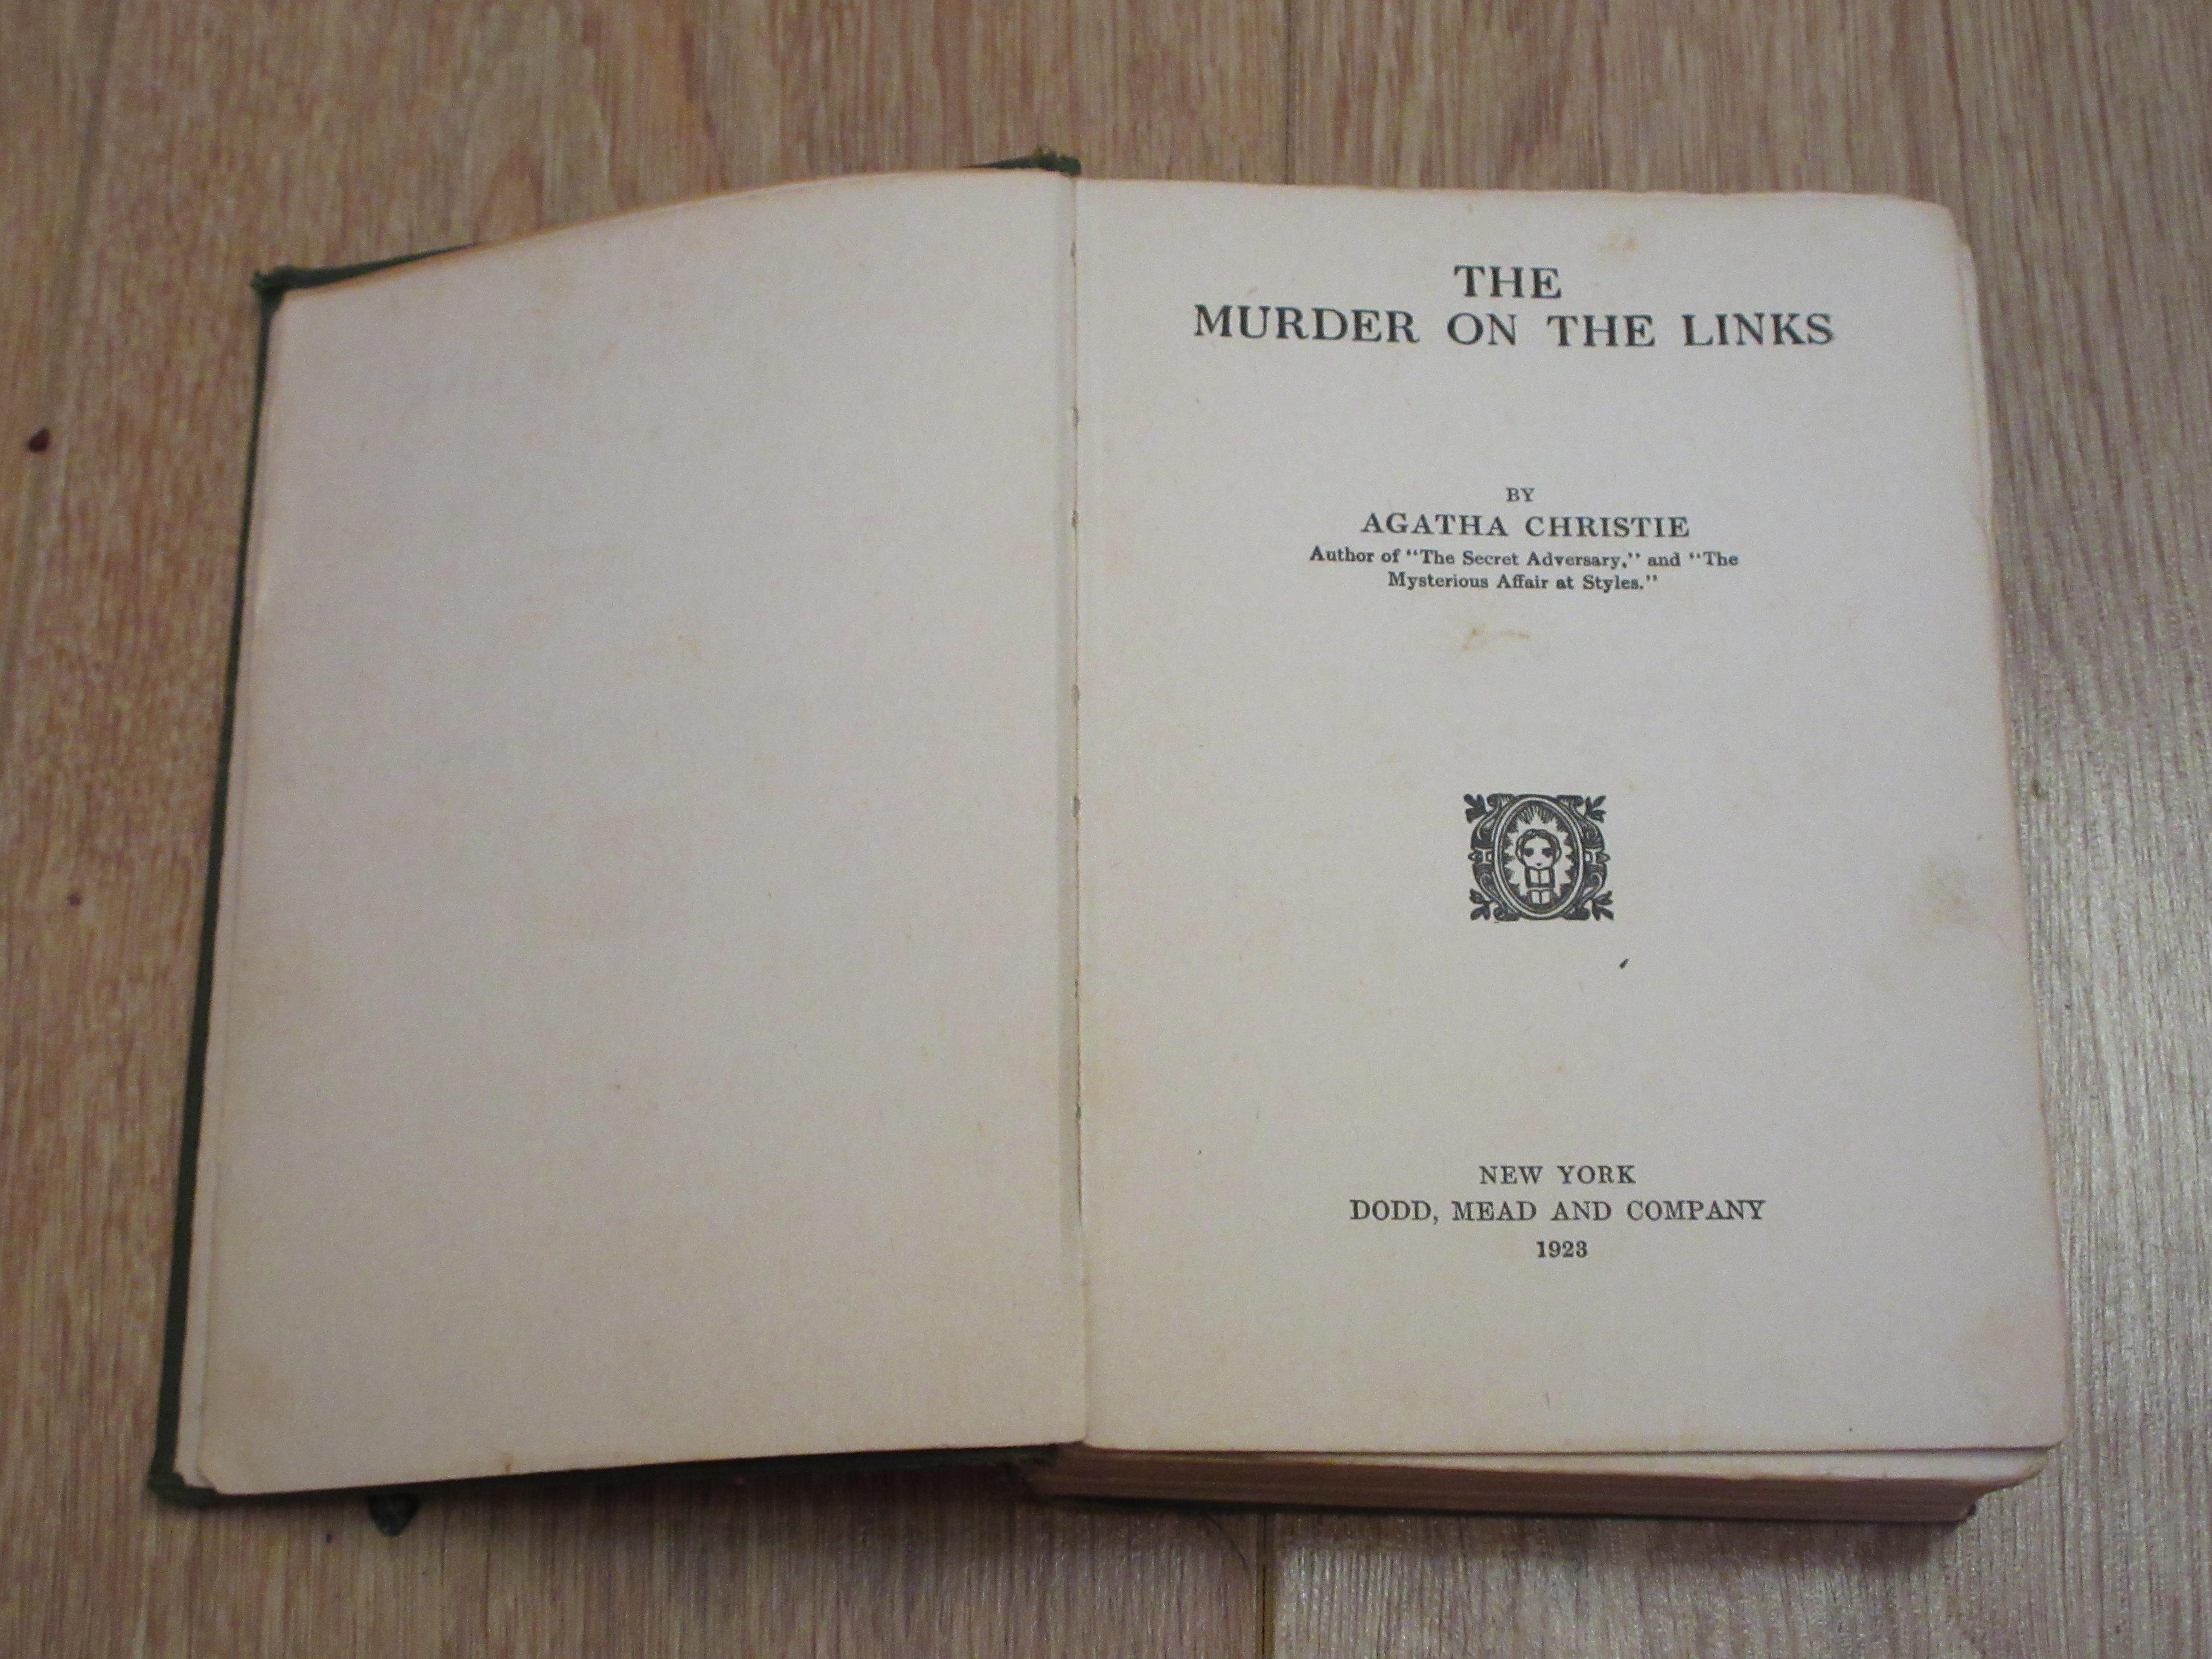 THE
MURDER ON THE LINKS
BY
AGATHA CHRISTIE
Author of "The Secret Adversary," and "The
Mysterious Affair at Styles."
NEW YORK
DODD, MEAD AND COMPANY
1923